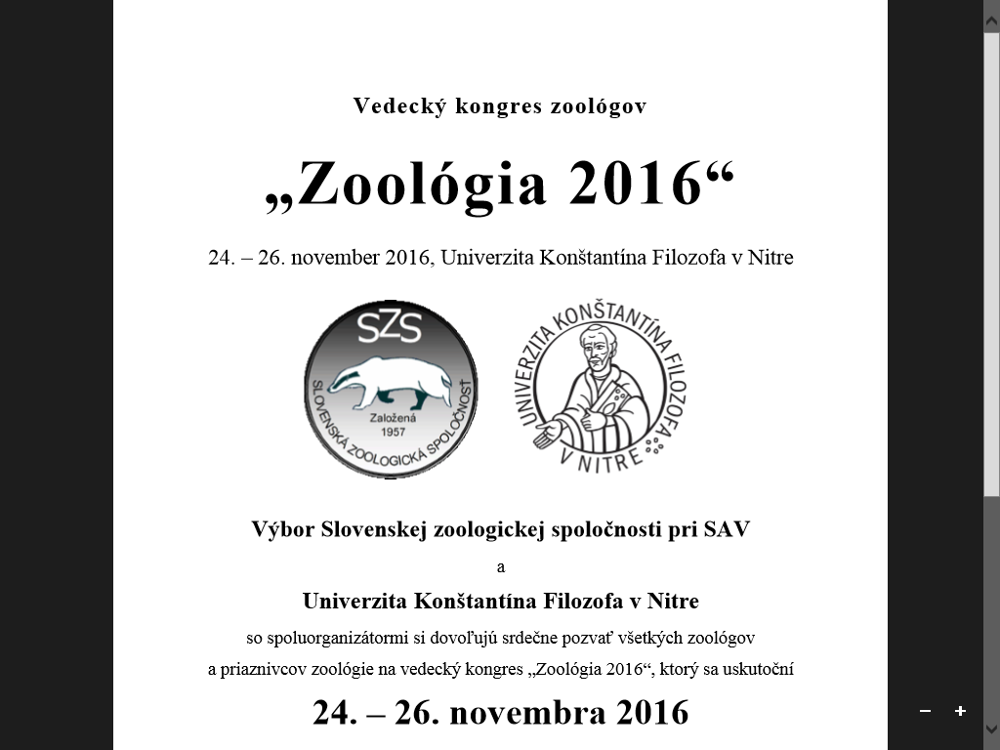 Vedecký kongres zoológov
„Zoológia 2016“
24. – 26. november 2016, Univerzita Konštantína Filozofa v Nitre
SZS
Založená
1957
SLOVENSKÁ ZOOLOGICKÁ SPOLOČNOSŤ
UNIVERZITA KONŠTANTÍNA FILOZOFA
V NITRE
Výbor Slovenskej zoologickej spoločnosti pri SAV
a
Univerzita Konštantína Filozofa v Nitre
so spoluorganizátormi si dovoľujú srdečne pozvať všetkých zoológov
a priaznivcov zoológie na vedecký kongres „Zoológia 2016“, ktorý sa uskutoční
24. – 26. novembra 2016